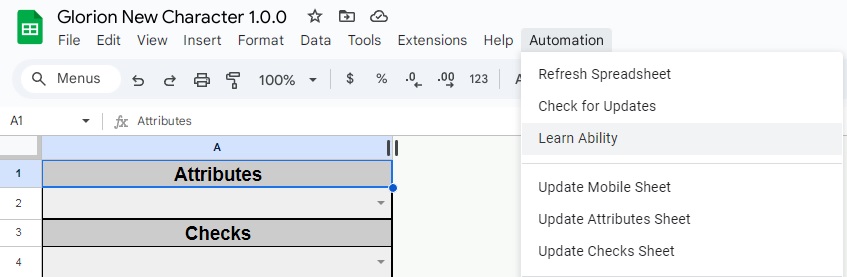 Glorion New Character 1.0.0
File Edit View Insert Format Data Tools Extensions Help Automation
Menus 100% $ % .0 .00 123
A1 fx Attributes
A
1 Attributes
2
3 Checks
4
Refresh Spreadsheet
Check for Updates
Learn Ability
Update Mobile Sheet
Update Attributes Sheet
Update Checks Sheet